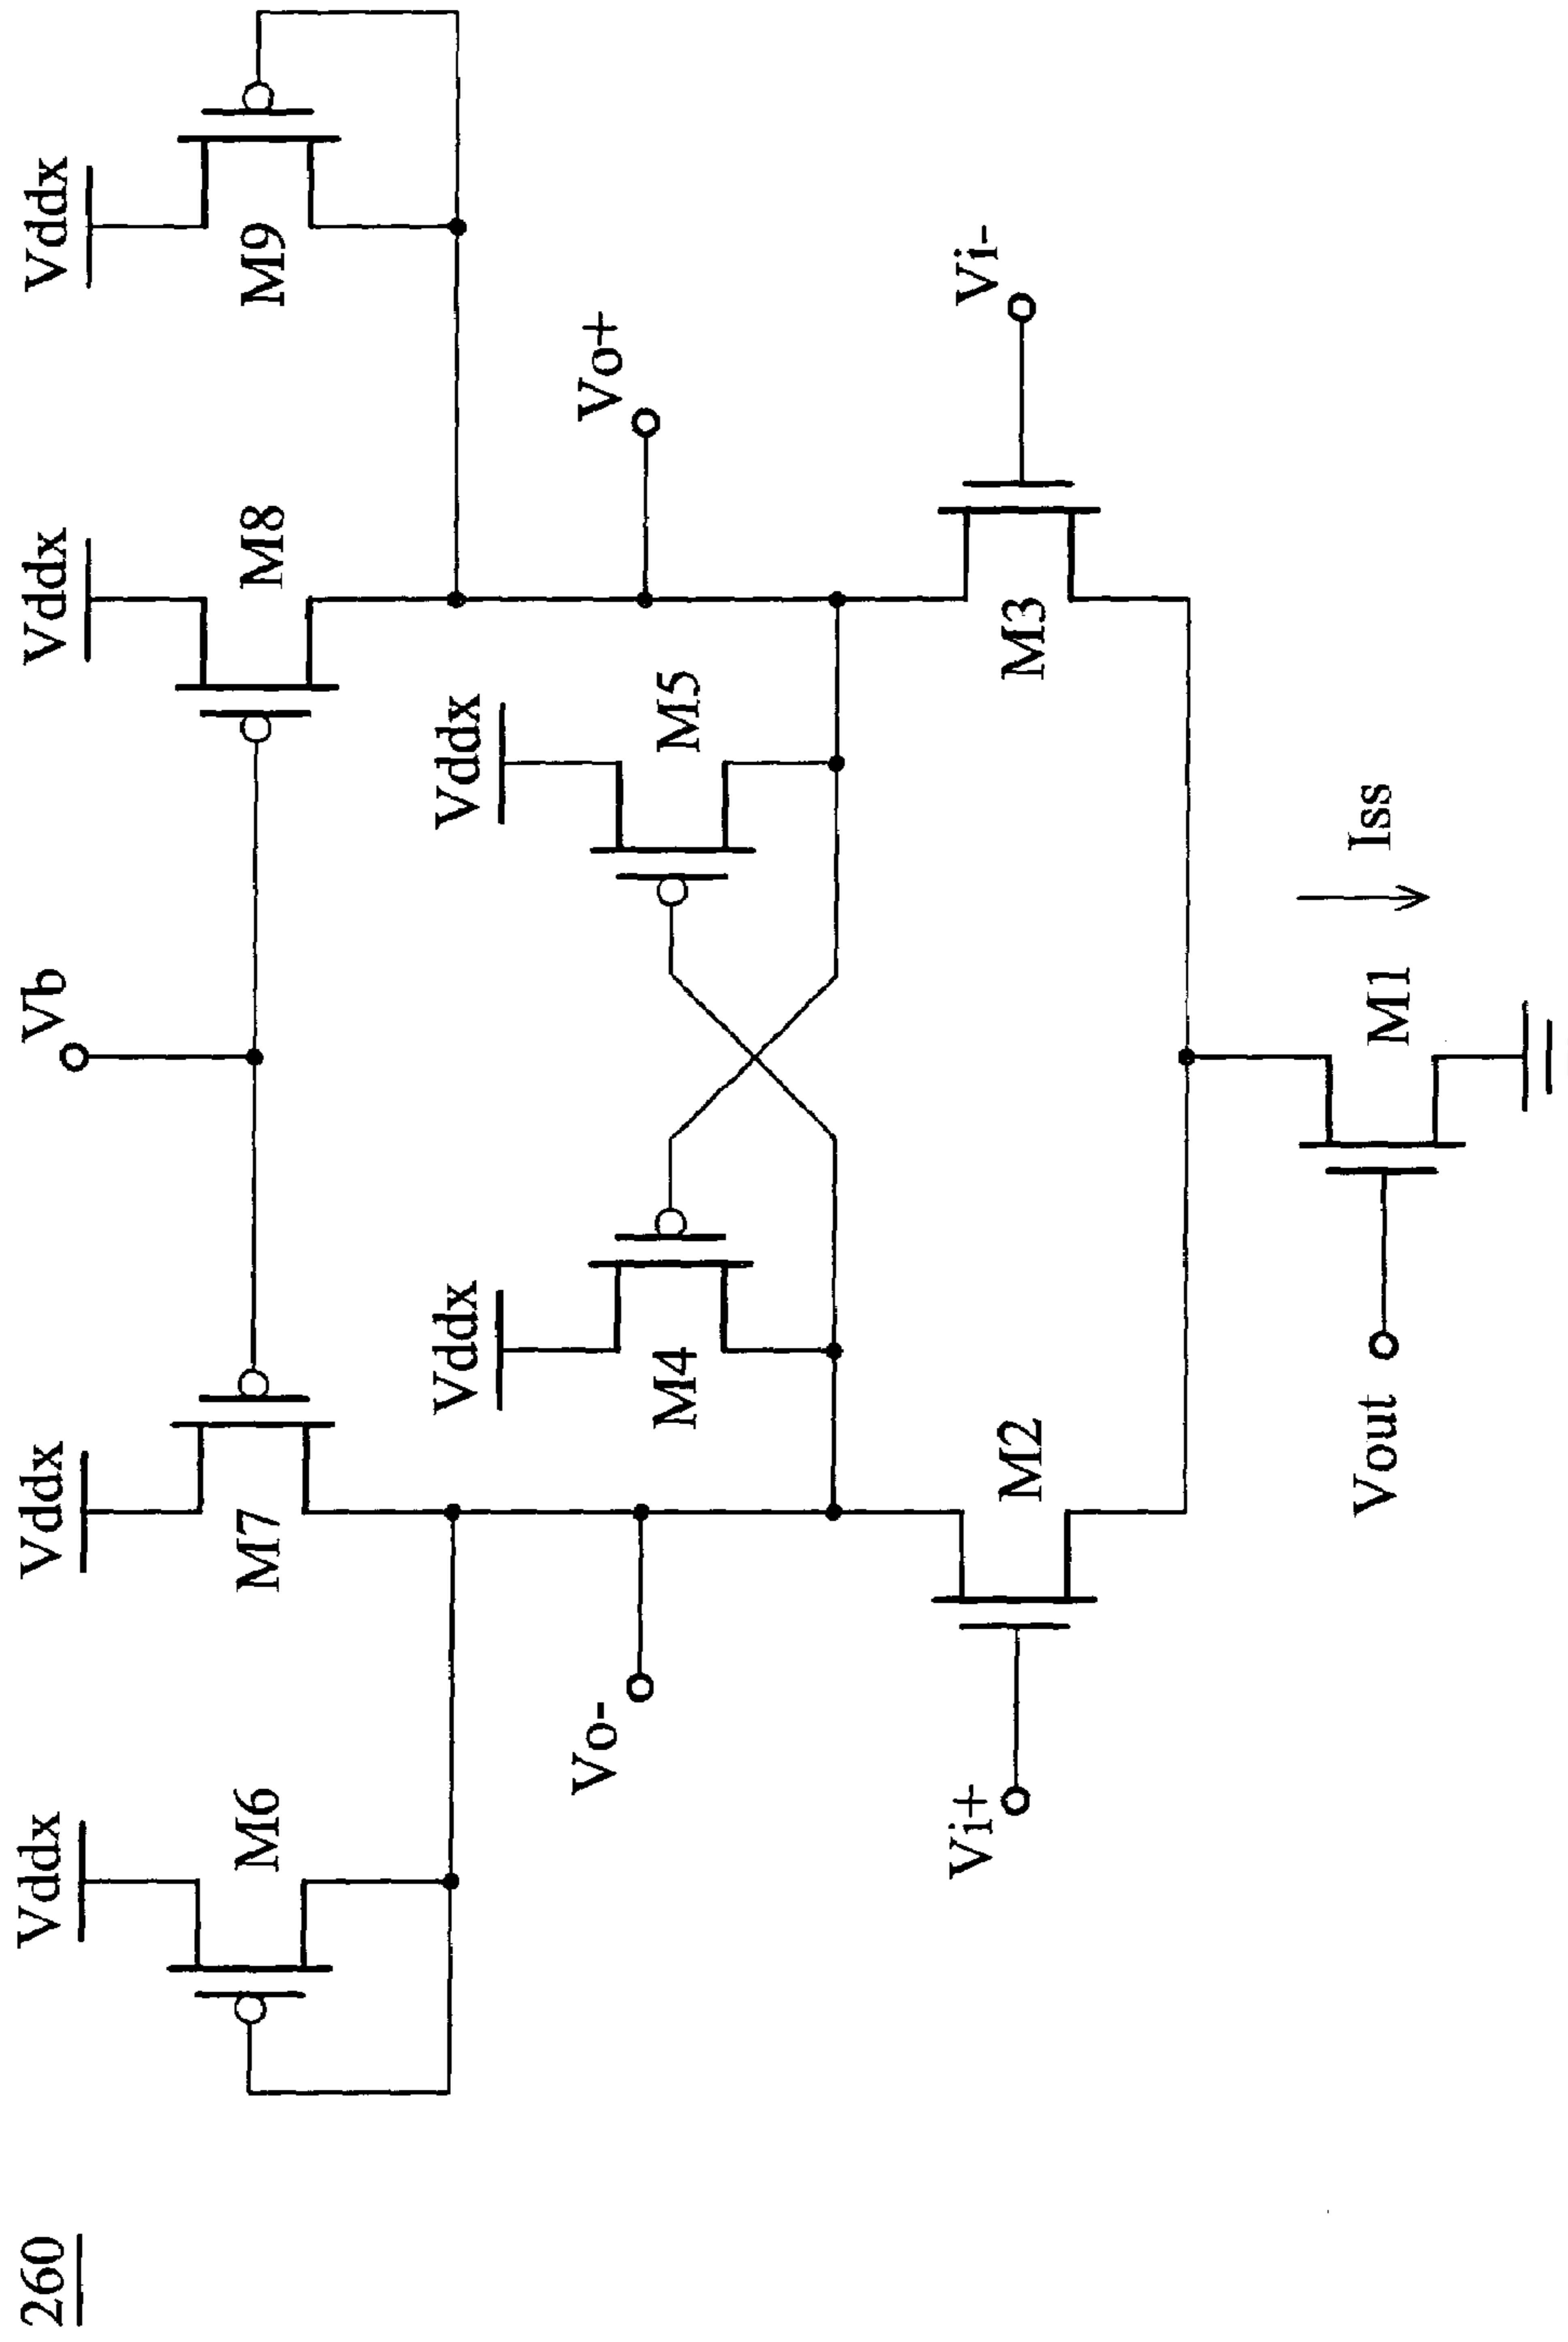 260
Vddx
M6
Vddx
M7
Vb
Vddx
M8
Vddx
M9
Vo-
Vddx
M4
Vddx
M5
Vo+
Vi+
M2
M3
Vi-
Vout
M1
Iss